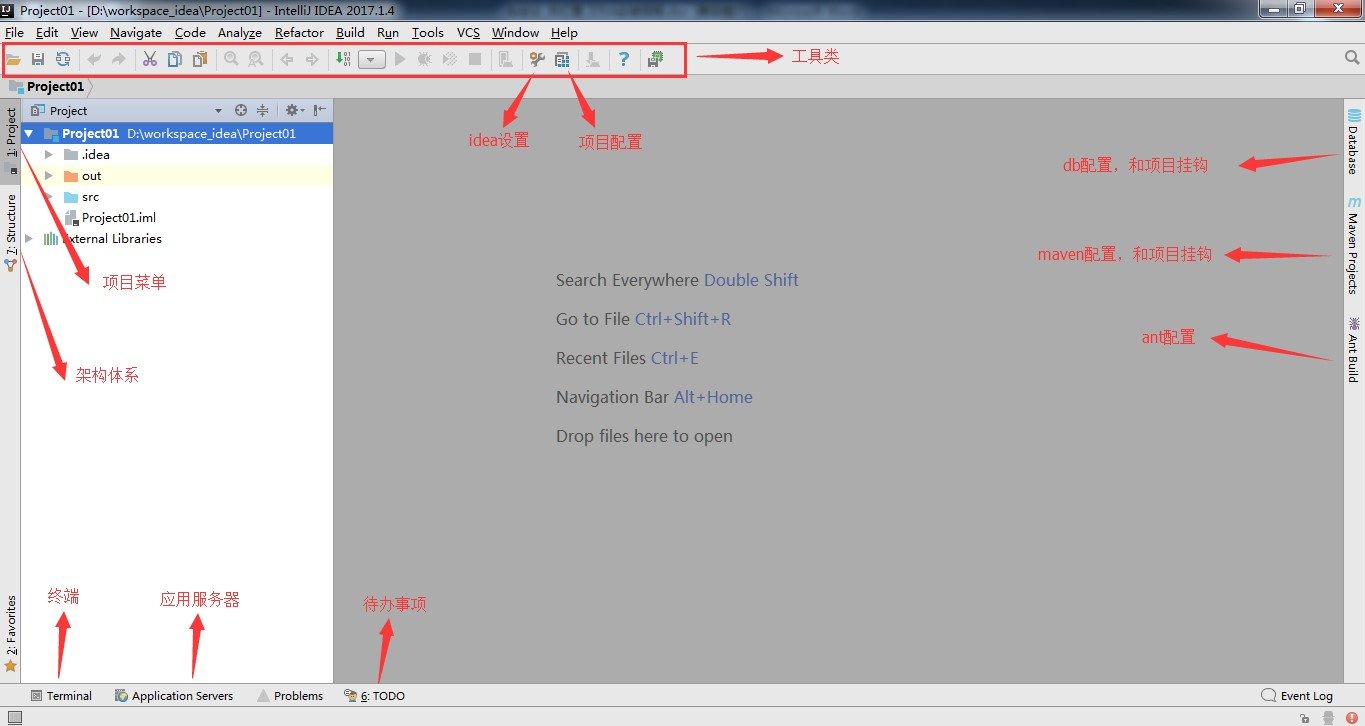 Project01 - [D:\workspace_idea\Project01] - IntelliJ IDEA 2017.1.4
File Edit View Navigate Code Analyze Refactor Build Run Tools VCS Window Help
工具类
Project01
Project
idea设置
项目配置
Project01 D:\workspace_idea\Project01
.idea
out
src
Project01.iml
External Libraries
1: Project
7: Structure
2: Favorites
项目菜单
架构体系
Search Everywhere Double Shift
Go to File Ctrl+Shift+R
Recent Files Ctrl+E
Navigation Bar Alt+Home
Drop files here to open
db配置，和项目挂钩
maven配置，和项目挂钩
ant配置
Database
m
Maven Projects
Ant Build
终端
应用服务器
待办事项
Terminal Application Servers Problems 6: TODO Event Log